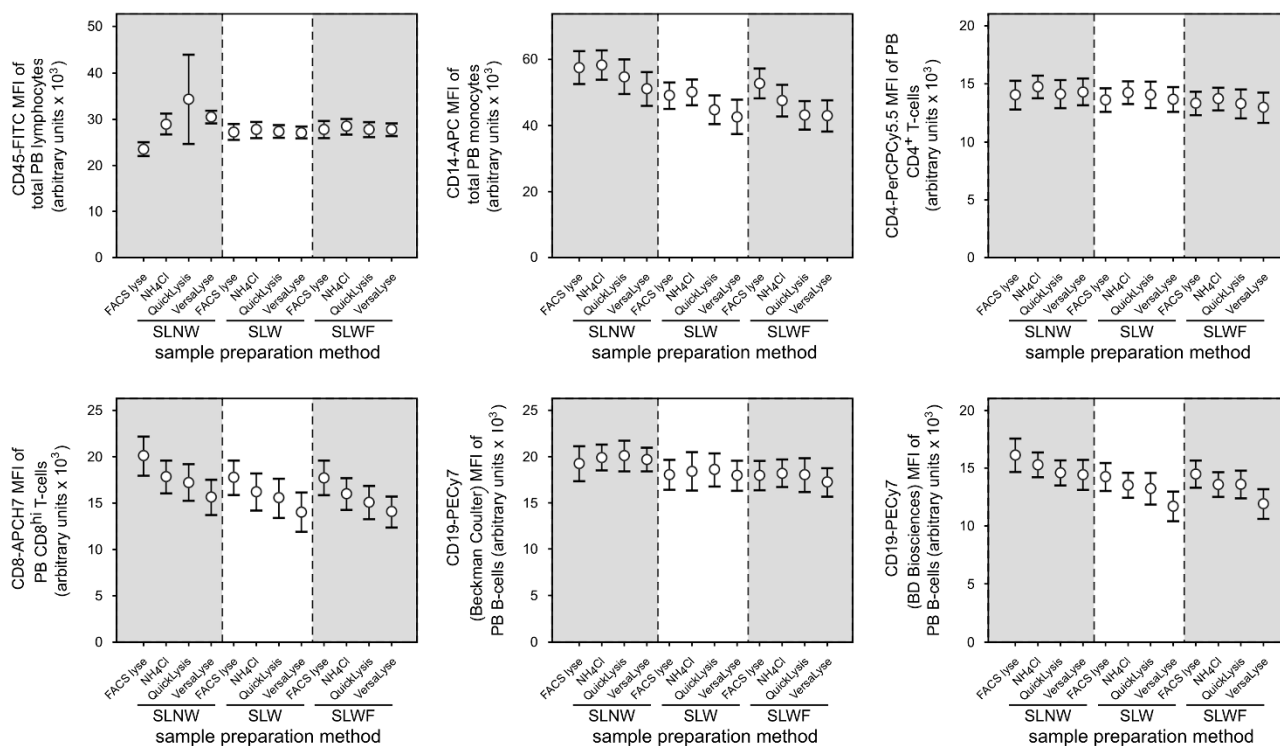 CD45-FITC MFI of
total PB lymphocytes
(arbitrary units x 10³)
50
40
30
20
10
0
FACS lyse
NH4Cl
QuickLysis
VersaLyse
FACS lyse
NH4Cl
QuickLysis
VersaLyse
FACS lyse
NH4Cl
QuickLysis
VersaLyse
SLNW SLW SLWF
sample preparation method
CD14-APC MFI of
total PB monocytes
(arbitrary units x 10³)
60
40
20
0
FACS lyse
NH4Cl
QuickLysis
VersaLyse
FACS lyse
NH4Cl
QuickLysis
VersaLyse
FACS lyse
NH4Cl
QuickLysis
VersaLyse
SLNW SLW SLWF
sample preparation method
CD4-PerCPCy5.5 MFI of PB
CD4⁺ T-cells
(arbitrary units x 10³)
20
15
10
5
0
FACS lyse
NH4Cl
QuickLysis
VersaLyse
FACS lyse
NH4Cl
QuickLysis
VersaLyse
FACS lyse
NH4Cl
QuickLysis
VersaLyse
SLNW SLW SLWF
sample preparation method
CD8-APCH7 MFI of
PB CD8ʰⁱ T-cells
(arbitrary units x 10³)
25
20
15
10
5
0
FACS lyse
NH4Cl
QuickLysis
VersaLyse
FACS lyse
NH4Cl
QuickLysis
VersaLyse
FACS lyse
NH4Cl
QuickLysis
VersaLyse
SLNW SLW SLWF
sample preparation method
CD19-PECy7
(Beckman Coulter) MFI of
PB B-cells (arbitrary units x 10³)
25
20
15
10
5
0
FACS lyse
NH4Cl
QuickLysis
VersaLyse
FACS lyse
NH4Cl
QuickLysis
VersaLyse
FACS lyse
NH4Cl
QuickLysis
VersaLyse
SLNW SLW SLWF
sample preparation method
CD19-PECy7
(BD Biosciences) MFI of
PB B-cells (arbitrary units x 10³)
20
15
10
5
0
FACS lyse
NH4Cl
QuickLysis
VersaLyse
FACS lyse
NH4Cl
QuickLysis
VersaLyse
FACS lyse
NH4Cl
QuickLysis
VersaLyse
SLNW SLW SLWF
sample preparation method